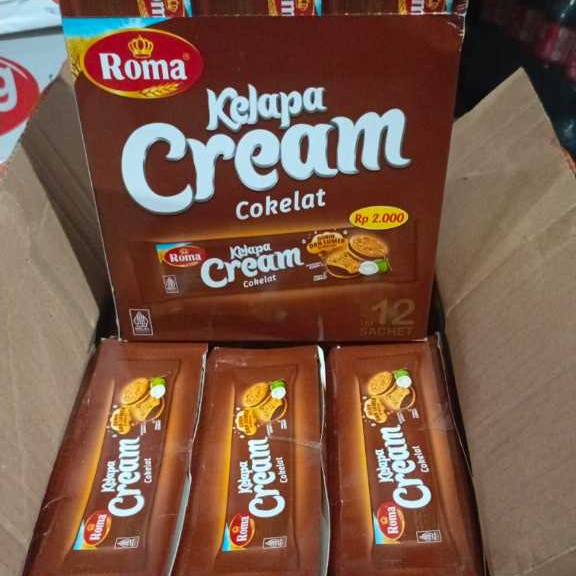 Roma
Kelapa
Cream
Cokelat
Rp 2.000
Roma
Kelapa
Cream
Cokelat
12
SACHET
Kelapa
Cream
Cokelat
Roma
Kelapa
Cream
Cokelat
Roma
Kelapa
Cream
Cokelat
Roma